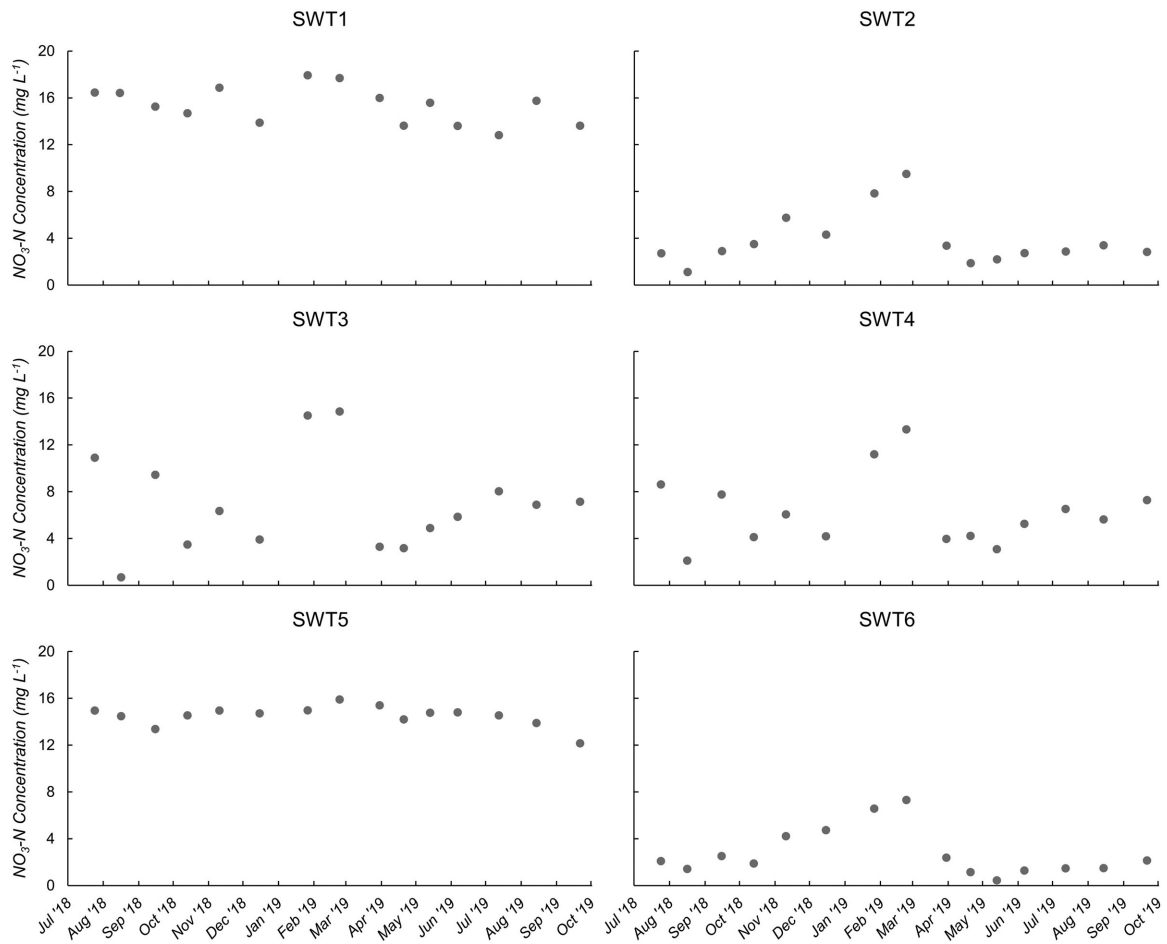 SWT1
SWT2
20
16
12
8
4
0
NO3-N Concentration (mg L-1)
SWT3
SWT4
20
16
12
8
4
0
NO3-N Concentration (mg L-1)
SWT5
SWT6
20
16
12
8
4
0
NO3-N Concentration (mg L-1)
Jul '18 Aug '18 Sep '18 Oct '18 Nov '18 Dec '18 Jan '19 Feb '19 Mar '19 Apr '19 May '19 Jun '19 Jul '19 Aug '19 Sep '19 Oct '19
Jul '18 Aug '18 Sep '18 Oct '18 Nov '18 Dec '18 Jan '19 Feb '19 Mar '19 Apr '19 May '19 Jun '19 Jul '19 Aug '19 Sep '19 Oct '19